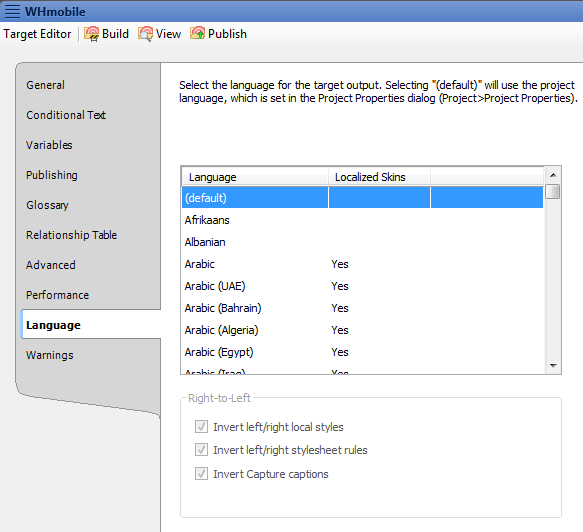 WHmobile
Target Editor Build View Publish
General
Conditional Text
Variables
Publishing
Glossary
Relationship Table
Advanced
Performance
Language
Warnings
Select the language for the target output. Selecting "(default)" will use the project
language, which is set in the Project Properties dialog (Project>Project Properties).
Language Localized Skins
(default)
Afrikaans
Albanian
Arabic Yes
Arabic (UAE) Yes
Arabic (Bahrain) Yes
Arabic (Algeria) Yes
Arabic (Egypt) Yes
Arabic (Iraq) Yes
Right-to-Left
Invert left/right local styles
Invert left/right stylesheet rules
Invert Capture captions